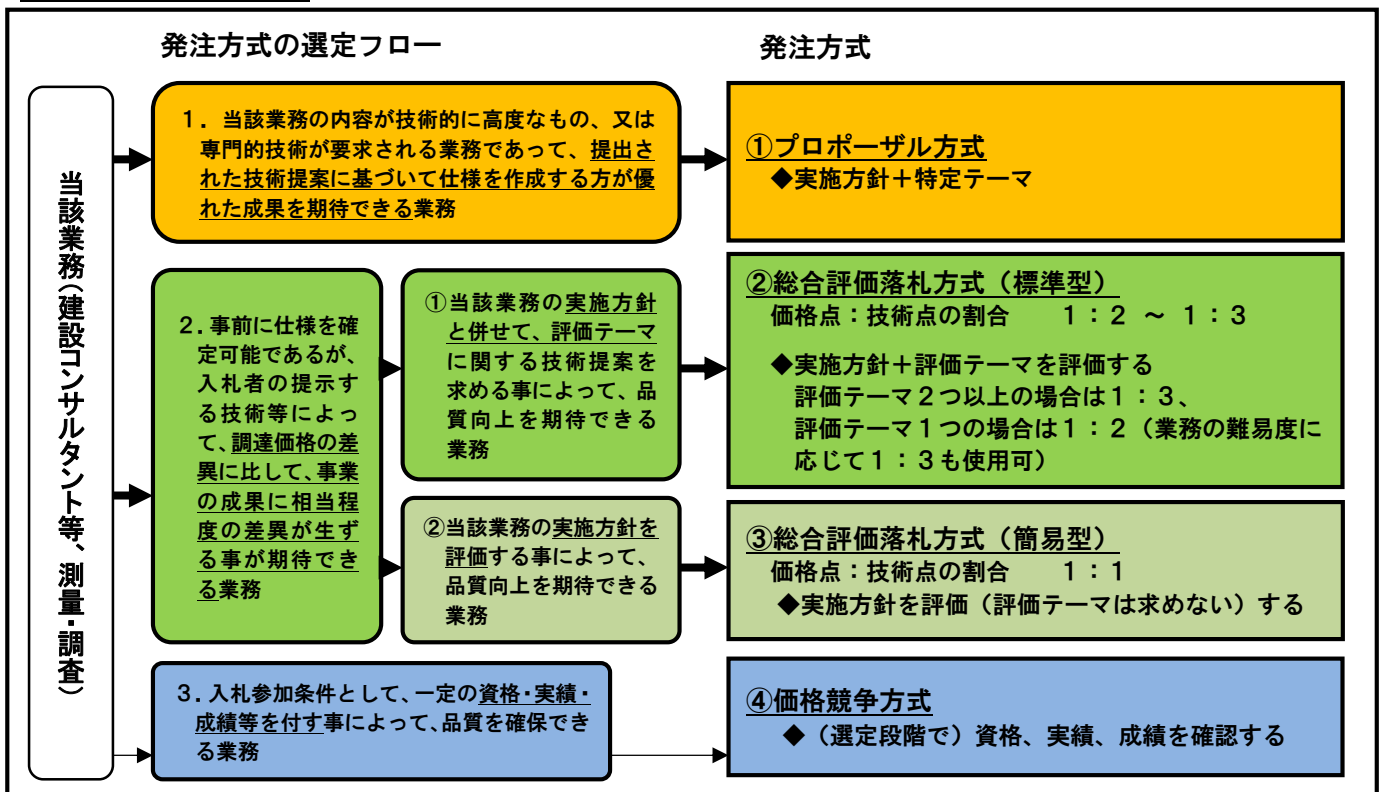 発注方式の選定フロー
発注方式
当該業務（建設コンサルタント等、測量・調査）
１．当該業務の内容が技術的に高度なもの、又は
専門的技術が要求される業務であって、提出さ
れた技術提案に基づいて仕様を作成する方が優
れた成果を期待できる業務
①プロポーザル方式
◆実施方針＋特定テーマ
２．事前に仕様を確
定可能であるが、
入札者の提示す
る技術等によっ
て、調達価格の差
異に比して、事業
の成果に相当程
度の差異が生ず
る事が期待でき
る業務
①当該業務の実施方針
と併せて、評価テーマ
に関する技術提案を
求める事によって、品
質向上を期待できる
業務
②総合評価落札方式（標準型）
価格点：技術点の割合　　１：２ ～ １：３
◆実施方針＋評価テーマを評価する
評価テーマ２つ以上の場合は１：３、
評価テーマ１つの場合は１：２（業務の難易度に
応じて１：３も使用可）
②当該業務の実施方針を
評価する事によって、
品質向上を期待できる
業務
③総合評価落札方式（簡易型）
価格点：技術点の割合　　１：１
◆実施方針を評価（評価テーマは求めない）する
３．入札参加条件として、一定の資格・実績・
成績等を付す事によって、品質を確保でき
る業務
④価格競争方式
◆（選定段階で）資格、実績、成績を確認する